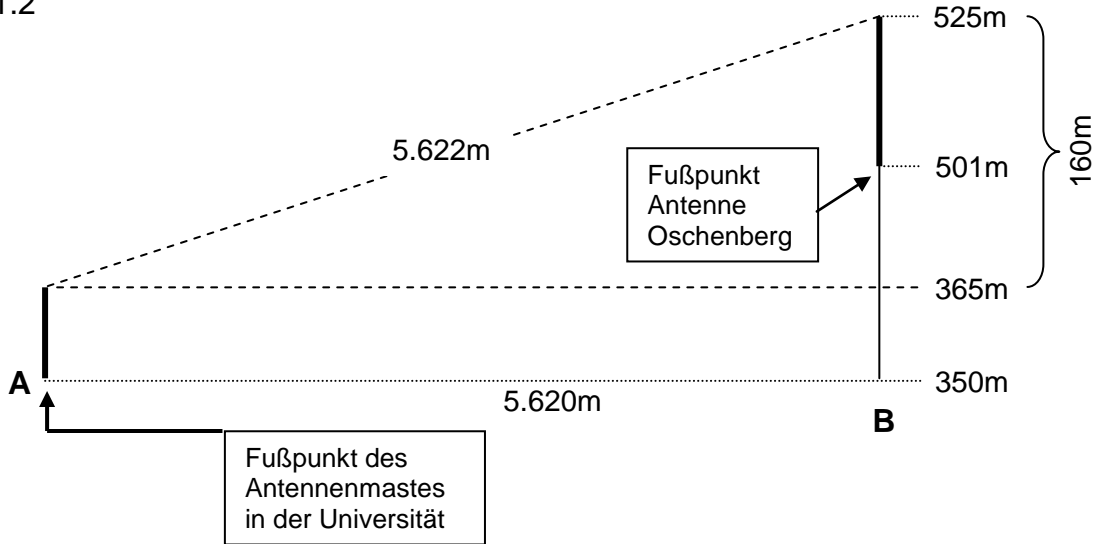 1.2
525m
5.622m
160m
Fußpunkt
Antenne
Oschenberg
501m
365m
A
350m
5.620m
B
Fußpunkt des
Antennenmastes
in der Universität